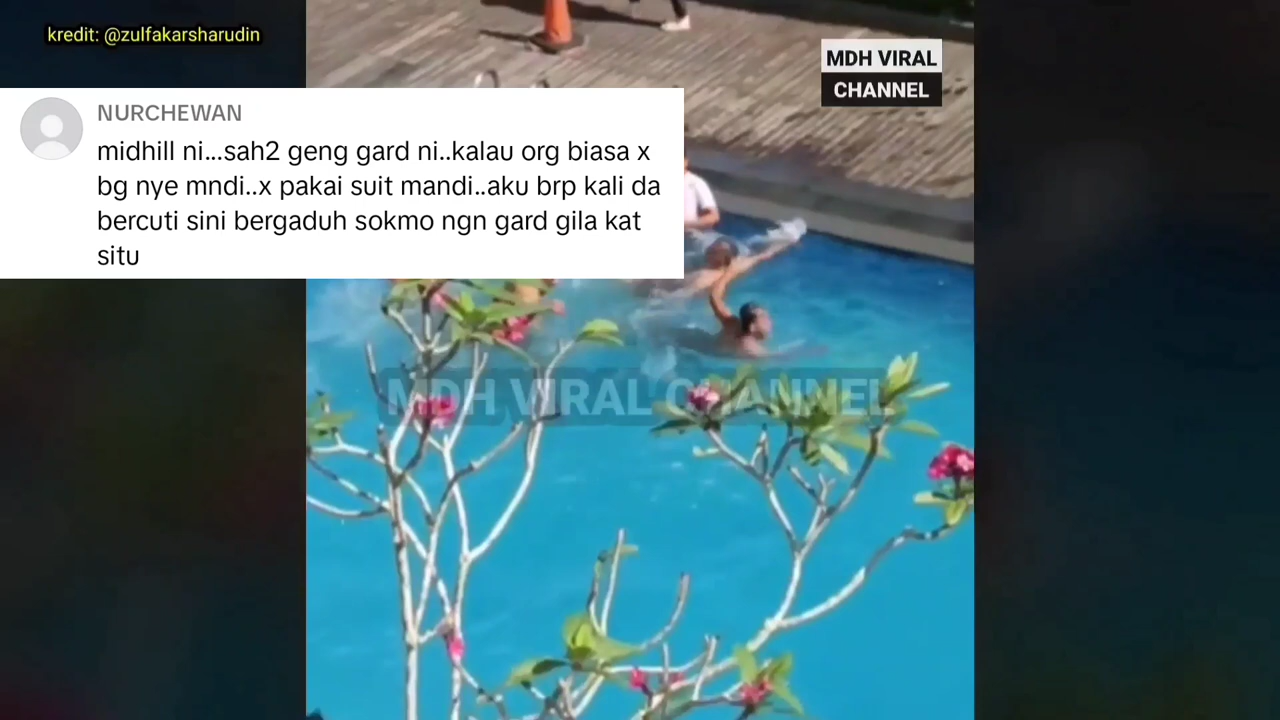 kredit: @zulfakarsharudin
MDH VIRAL
CHANNEL
NURCHEWAN
midhill ni...sah2 geng gard ni..kalau org biasa x
bg nye mndi..x pakai suit mandi..aku brp kali da
bercuti sini bergaduh sokmo ngn gard gila kat
situ
MDH VIRAL CHANNEL